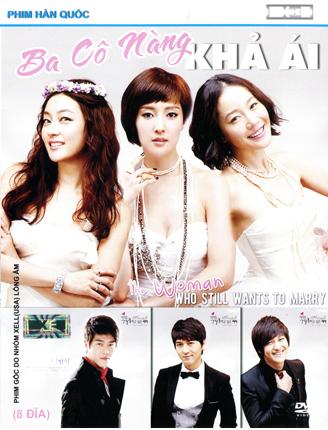 PHIM HÀN QUỐC
Ba Cô Nàng
KHẢ ÁI
The Woman
WHO STILL WANTS TO MARRY
PHIM GỐC DO NHÓM XELL(USA) LỒNG ÂM
(8 ĐĨA)
DVD
VIDEO